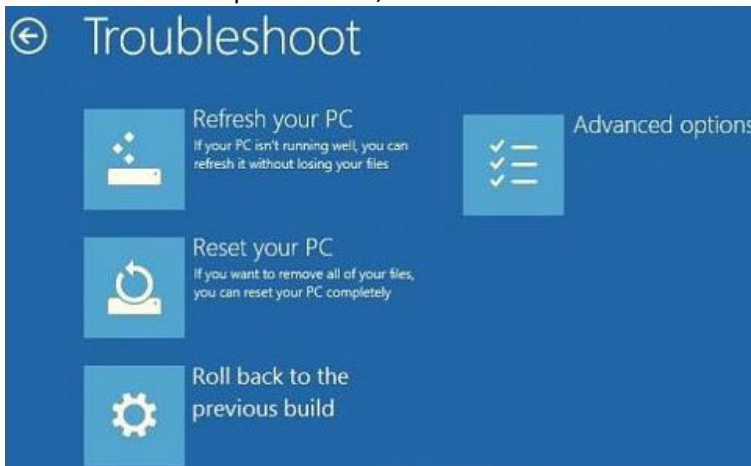 Troubleshoot
Refresh your PC
If your PC isn't running well, you can
refresh it without losing your files
Advanced options
Reset your PC
If you want to remove all of your files,
you can reset your PC completely
Roll back to the
previous build